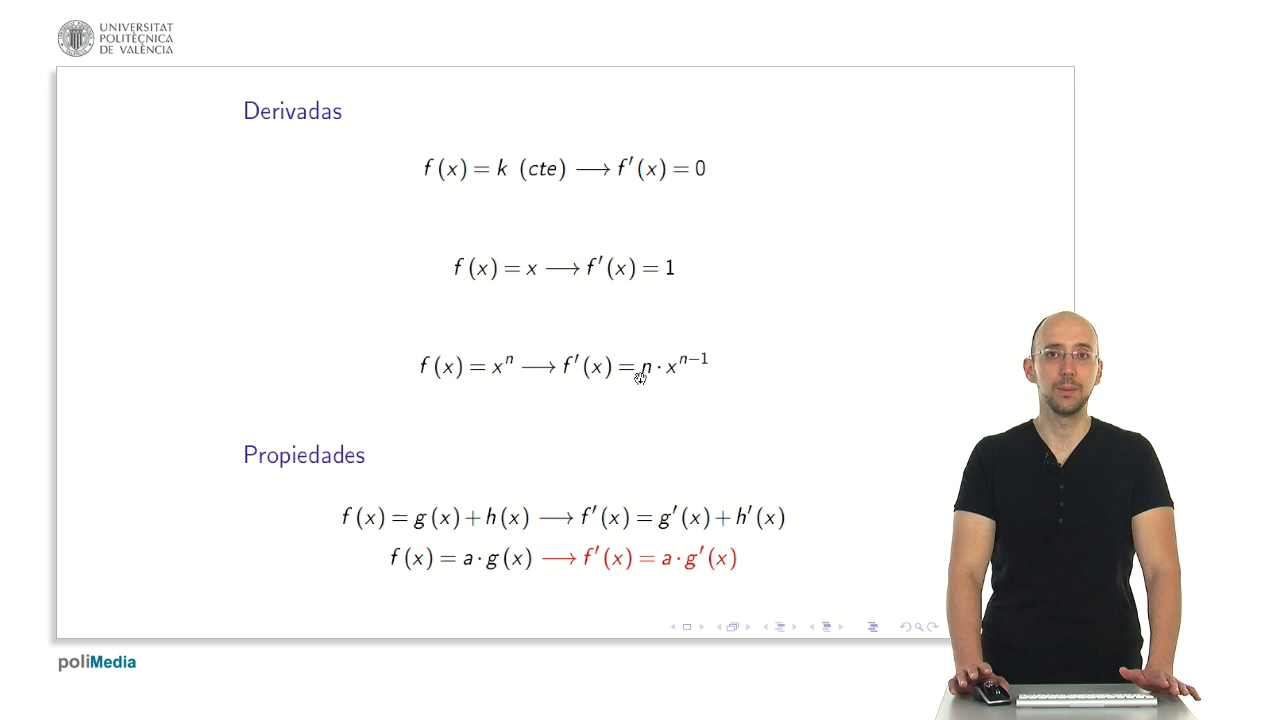 UNIVERSITAT
POLITÈCNICA
DE VALÈNCIA
Derivadas
f (x) = k (cte) ⟶ f′(x) = 0
f (x) = x ⟶ f′(x) = 1
f (x) = xⁿ ⟶ f′(x) = n · xⁿ⁻¹
Propiedades
f (x) = g (x) + h (x) ⟶ f′(x) = g′(x) + h′(x)
f (x) = a · g (x) ⟶ f′(x) = a · g′(x)
poliMedia